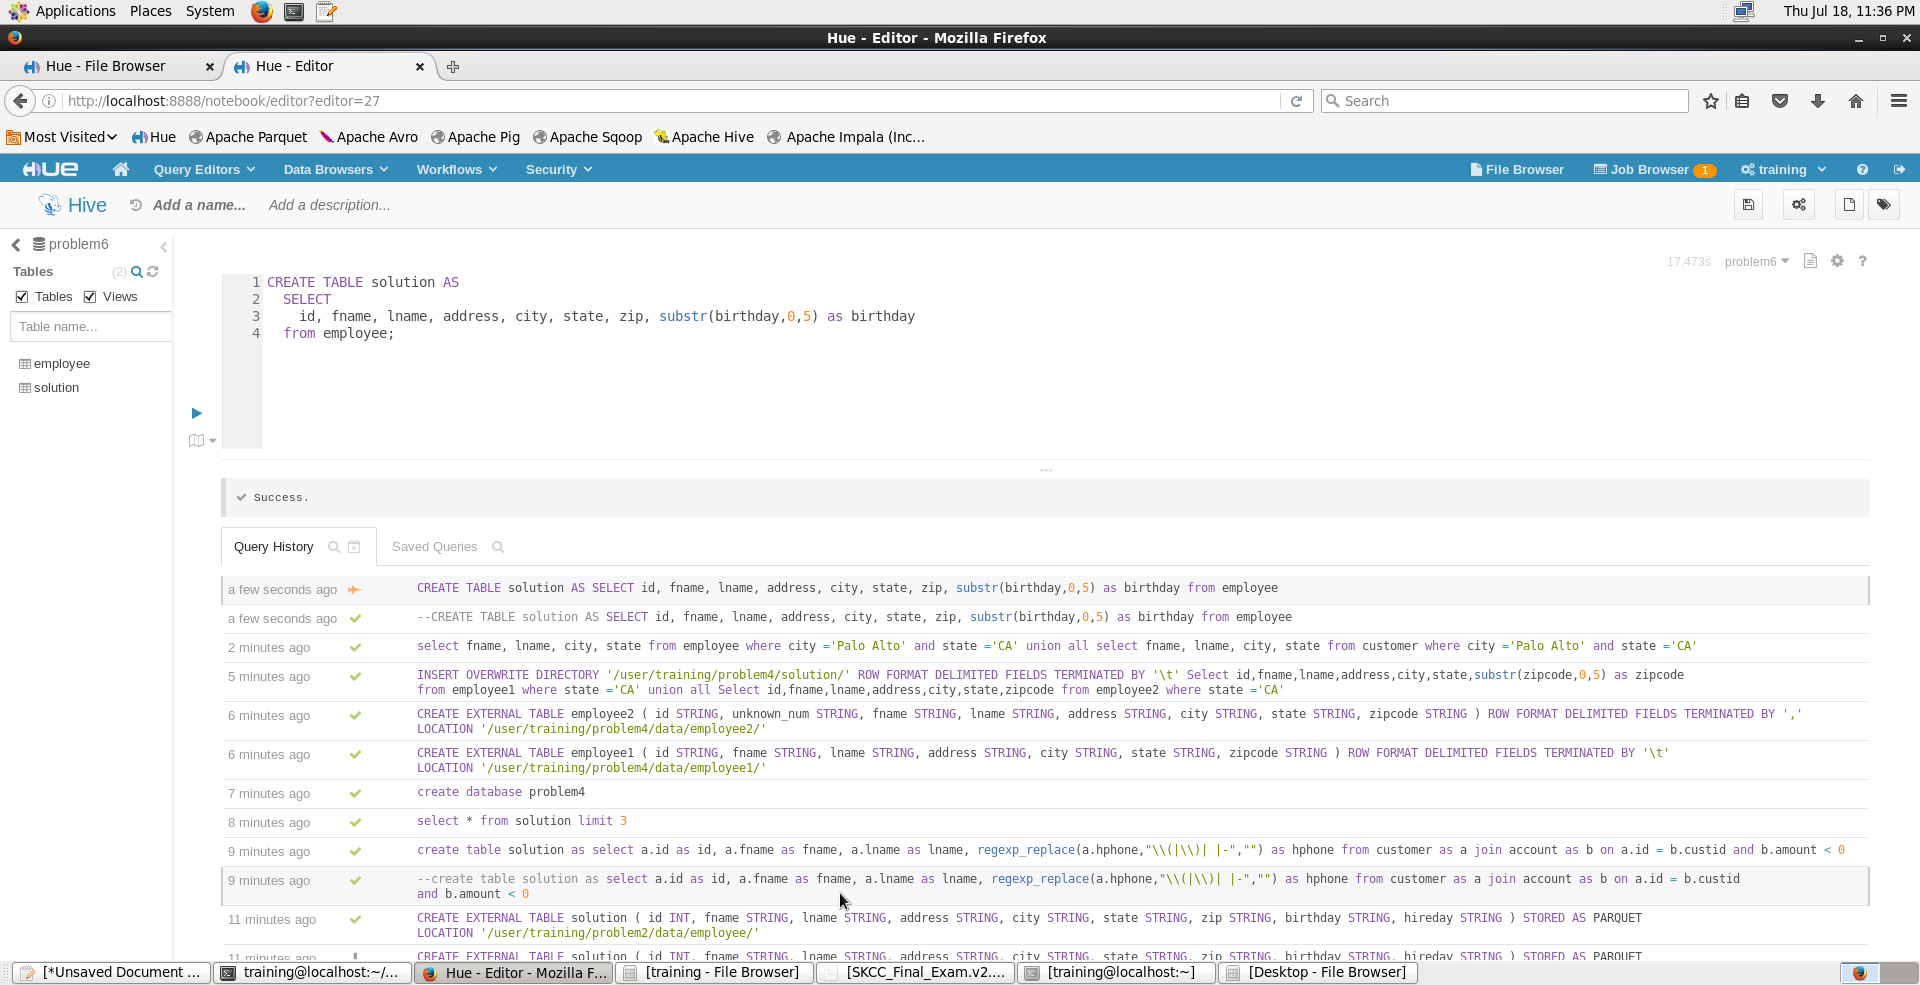 Applications Places System Thu Jul 18, 11:36 PM
Hue - Editor - Mozilla Firefox
Hue - File Browser Hue - Editor
http://localhost:8888/notebook/editor?editor=27 Search
Most Visited Hue Apache Parquet Apache Avro Apache Pig Apache Sqoop Apache Hive Apache Impala (Inc...
HUE Query Editors Data Browsers Workflows Security File Browser Job Browser 1 training
Hive Add a name... Add a description...
problem6
17.473s problem6
Tables (2)
Tables Views
Table name...
employee
solution
1 CREATE TABLE solution AS
2 SELECT
3 id, fname, lname, address, city, state, zip, substr(birthday,0,5) as birthday
4 from employee;
Success.
Query History Saved Queries
a few seconds ago CREATE TABLE solution AS SELECT id, fname, lname, address, city, state, zip, substr(birthday,0,5) as birthday from employee
a few seconds ago --CREATE TABLE solution AS SELECT id, fname, lname, address, city, state, zip, substr(birthday,0,5) as birthday from employee
2 minutes ago select fname, lname, city, state from employee where city ='Palo Alto' and state ='CA' union all select fname, lname, city, state from customer where city ='Palo Alto' and state ='CA'
5 minutes ago INSERT OVERWRITE DIRECTORY '/user/training/problem4/solution/' ROW FORMAT DELIMITED FIELDS TERMINATED BY '\t' Select id,fname,lname,address,city,state,substr(zipcode,0,5) as zipcode
from employee1 where state ='CA' union all Select id,fname,lname,address,city,state,zipcode from employee2 where state ='CA'
6 minutes ago CREATE EXTERNAL TABLE employee2 ( id STRING, unknown_num STRING, fname STRING, lname STRING, address STRING, city STRING, state STRING, zipcode STRING ) ROW FORMAT DELIMITED FIELDS TERMINATED BY ','
LOCATION '/user/training/problem4/data/employee2/'
6 minutes ago CREATE EXTERNAL TABLE employee1 ( id STRING, fname STRING, lname STRING, address STRING, city STRING, state STRING, zipcode STRING ) ROW FORMAT DELIMITED FIELDS TERMINATED BY '\t'
LOCATION '/user/training/problem4/data/employee1/'
7 minutes ago create database problem4
8 minutes ago select * from solution limit 3
9 minutes ago create table solution as select a.id as id, a.fname as fname, a.lname as lname, regexp_replace(a.hphone,"\\(|\\)| |-","") as hphone from customer as a join account as b on a.id = b.custid and b.amount < 0
9 minutes ago --create table solution as select a.id as id, a.fname as fname, a.lname as lname, regexp_replace(a.hphone,"\\(|\\)| |-","") as hphone from customer as a join account as b on a.id = b.custid
and b.amount < 0
11 minutes ago CREATE EXTERNAL TABLE solution ( id INT, fname STRING, lname STRING, address STRING, city STRING, state STRING, zip STRING, birthday STRING, hireday STRING ) STORED AS PARQUET
LOCATION '/user/training/problem2/data/employee/'
11 minutes ago CREATE EXTERNAL TABLE solution ( id INT, fname STRING, lname STRING, address STRING, city STRING, state STRING, zip STRING, birthday STRING, hireday STRING ) STORED AS PARQUET
[*Unsaved Document ... training@localhost:~/... Hue - Editor - Mozilla F... [training - File Browser] [SKCC_Final_Exam.v2.... [training@localhost:~] [Desktop - File Browser]